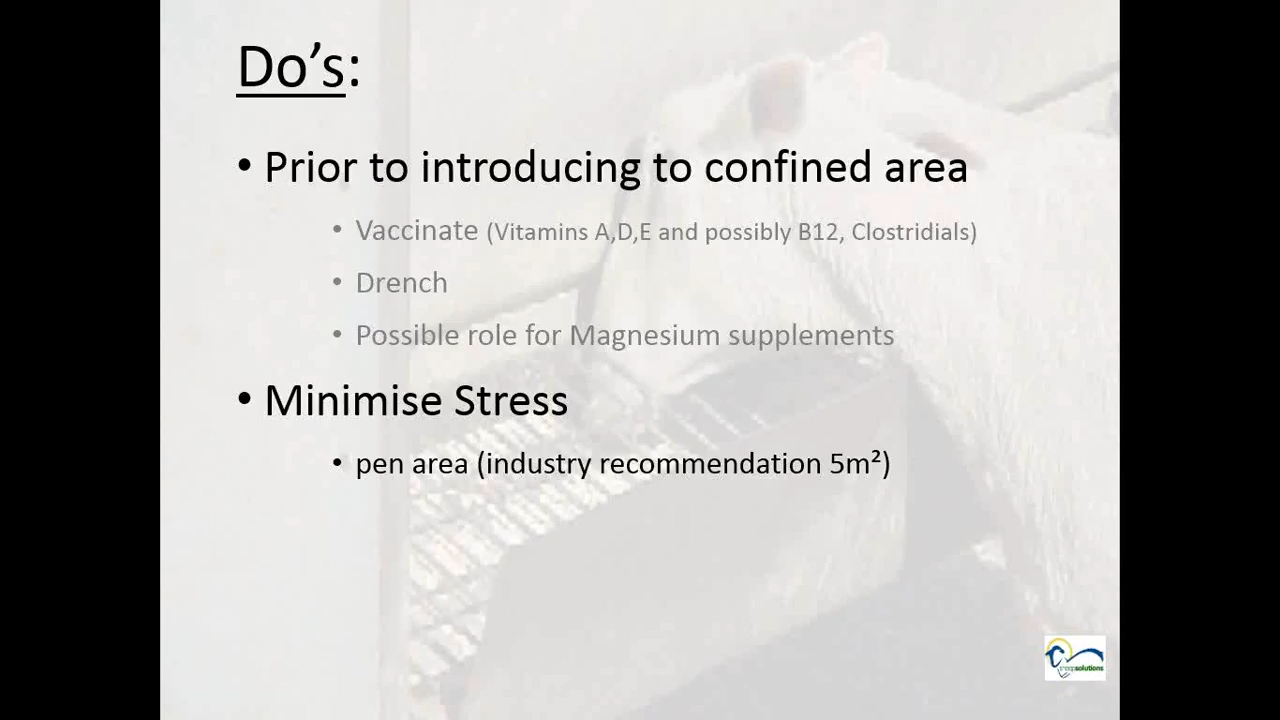 Do's:
• Prior to introducing to confined area
• Vaccinate (Vitamins A,D,E and possibly B12, Clostridials)
• Drench
• Possible role for Magnesium supplements
• Minimise Stress
• pen area (industry recommendation 5m²)